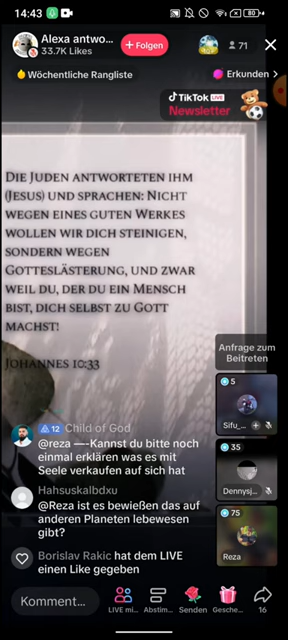 14:43
80
Alexa antwo...
33.7K Likes
+ Folgen
71
Wöchentliche Rangliste
Erkunden >
TikTok LIVE
Newsletter
DIE JUDEN ANTWORTETEN IHM
(JESUS) UND SPRACHEN: NICHT
WEGEN EINES GUTEN WERKES
WOLLEN WIR DICH STEINIGEN,
SONDERN WEGEN
GOTTESLÄSTERUNG, UND ZWAR
WEIL DU, DER DU EIN MENSCH
BIST, DICH SELBST ZU GOTT
MACHST!
JOHANNES 10:33
Anfrage zum
Beitreten
5
Sifu_...
35
Dennysj...
75
Reza
12 Child of God
@reza —-Kannst du bitte noch
einmal erklären was es mit
Seele verkaufen auf sich hat
Hahsuskalbdxu
@Reza ist es bewießen das auf
anderen Planeten lebewesen
gibt?
Borislav Rakic hat dem LIVE
einen Like gegeben
Komment...
LIVE mi...
Abstim...
Senden
Gesche...
16